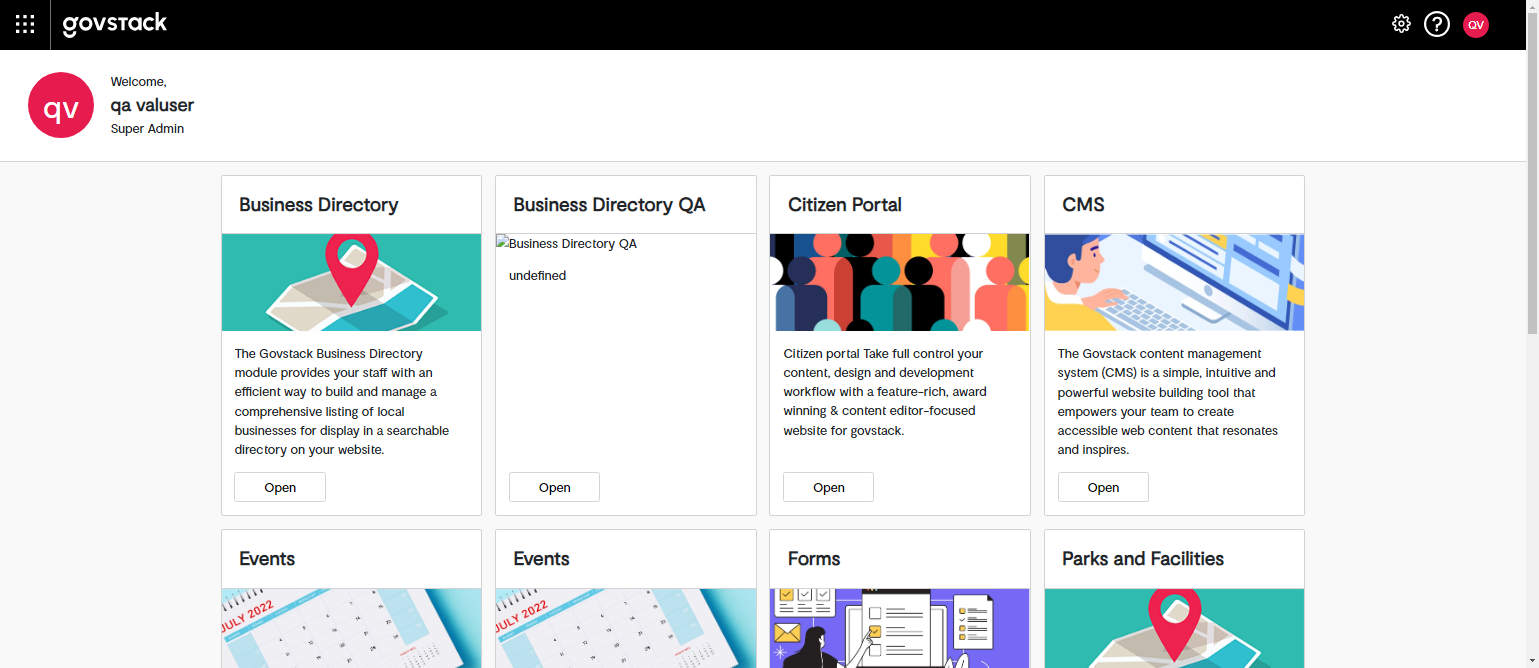 govstack
QV
qv
Welcome,
qa valuser
Super Admin
Business Directory
The Govstack Business Directory
module provides your staff with an
efficient way to build and manage a
comprehensive listing of local
businesses for display in a searchable
directory on your website.
Open
Business Directory QA
Business Directory QA
undefined
Open
Citizen Portal
Citizen portal Take full control your
content, design and development
workflow with a feature-rich, award
winning & content editor-focused
website for govstack.
Open
CMS
The Govstack content management
system (CMS) is a simple, intuitive and
powerful website building tool that
empowers your team to create
accessible web content that resonates
and inspires.
Open
Events
JULY 2022
Events
JULY 2022
Forms
Parks and Facilities